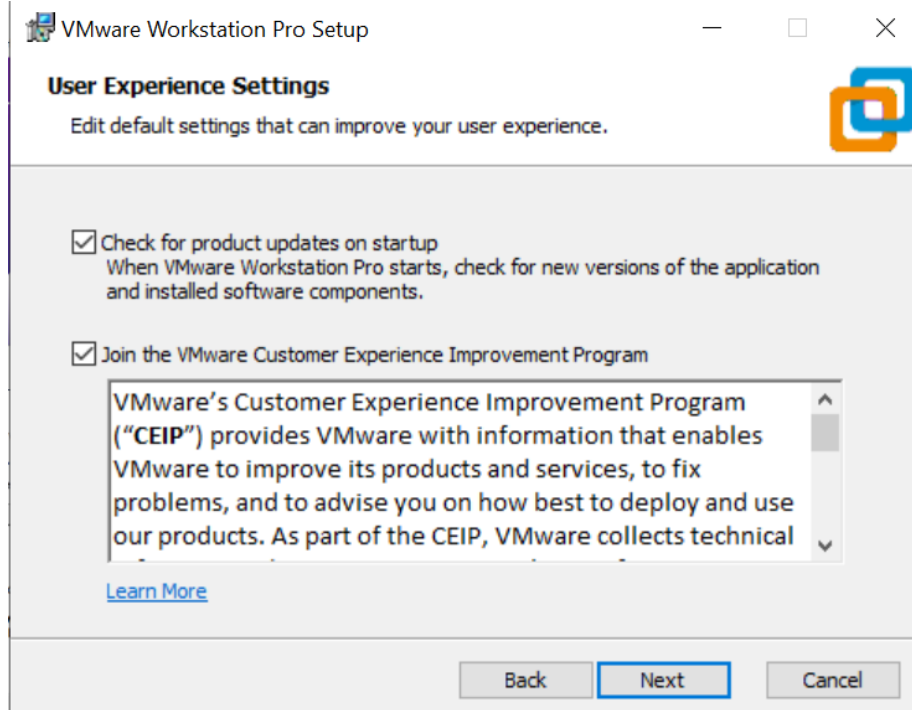 VMware Workstation Pro Setup
User Experience Settings
Edit default settings that can improve your user experience.
Check for product updates on startup
When VMware Workstation Pro starts, check for new versions of the application
and installed software components.
Join the VMware Customer Experience Improvement Program
VMware's Customer Experience Improvement Program
("CEIP") provides VMware with information that enables
VMware to improve its products and services, to fix
problems, and to advise you on how best to deploy and use
our products. As part of the CEIP, VMware collects technical
Learn More
Back
Next
Cancel